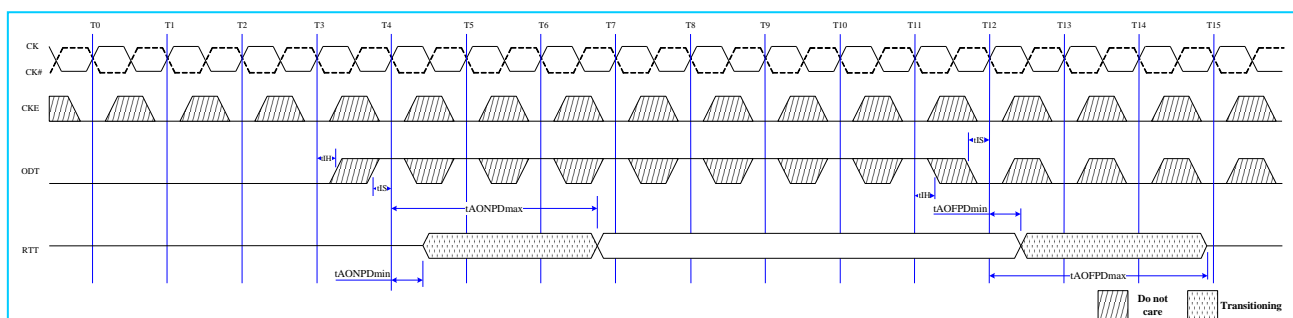 T0 T1 T2 T3 T4 T5 T6 T7 T8 T9 T10 T11 T12 T13 T14 T15
CK
CK#
CKE
tIS
tIH
ODT
tIS
tIH
tAONPDmax
tAOFPDmin
RTT
tAONPDmin
tAOFPDmax
Do not
care
Transitioning